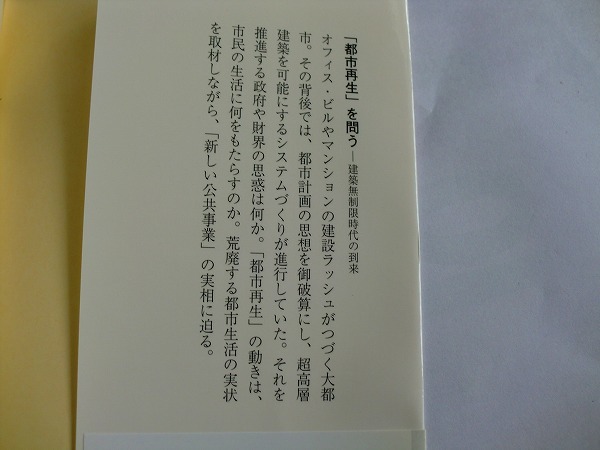 「都市再生」を問う―建築無制限時代の到来
オフィス・ビルやマンションの建設ラッシュがつづく大都
市。その背後では、都市計画の思想を御破算にし、超高層
建築を可能にするシステムづくりが進行していた。それを
推進する政府や財界の思惑は何か。「都市再生」の動きは、
市民の生活に何をもたらすのか。荒廃する都市生活の実状
を取材しながら、「新しい公共事業」の実相に迫る。